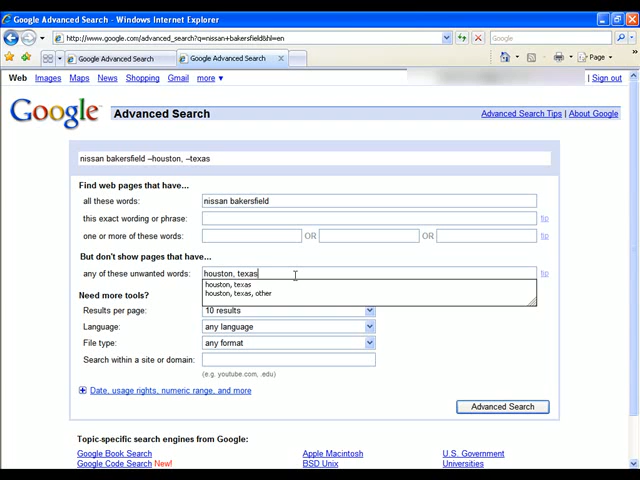 Google Advanced Search - Windows Internet Explorer
http://www.google.com/advanced_search?q=nissan+bakersfield&hl=en
Google
Google Advanced Search
Google Advanced Search
Page
Web Images Maps News Shopping Gmail more ▼
| Sign out
Google
Advanced Search
Advanced Search Tips | About Google
nissan bakersfield –houston, –texas
Find web pages that have...
all these words: nissan bakersfield
this exact wording or phrase: tip
one or more of these words: OR OR tip
But don't show pages that have...
any of these unwanted words: houston, texas tip
houston, texas
houston, texas, other
Need more tools?
Results per page: 10 results
Language: any language
File type: any format
Search within a site or domain:
(e.g. youtube.com, .edu)
Date, usage rights, numeric range, and more
Advanced Search
Topic-specific search engines from Google:
Google Book Search Apple Macintosh U.S. Government
Google Code Search New! BSD Unix Universities